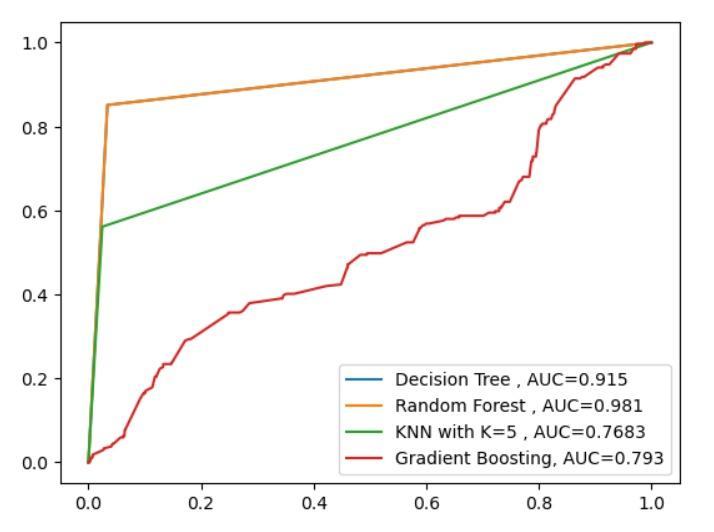 1.0
0.8
0.6
0.4
0.2
0.0
0.0 0.2 0.4 0.6 0.8 1.0
Decision Tree , AUC=0.915
Random Forest , AUC=0.981
KNN with K=5 , AUC=0.7683
Gradient Boosting, AUC=0.793